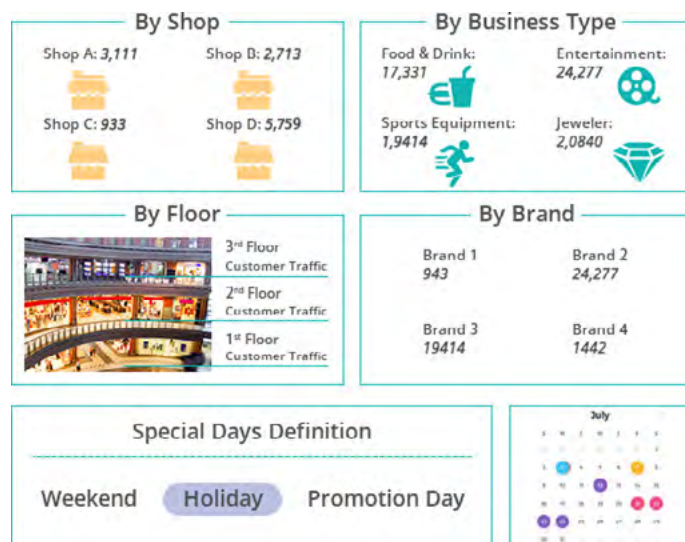 By Shop
Shop A: 3,111
Shop B: 2,713
Shop C: 933
Shop D: 5,759
By Business Type
Food & Drink:
17,331
Entertainment:
24,277
Sports Equipment:
1,9414
Jeweler:
2,0840
By Floor
3rd Floor
Customer Traffic
2nd Floor
Customer Traffic
1st Floor
Customer Traffic
By Brand
Brand 1
943
Brand 2
24,277
Brand 3
19414
Brand 4
1442
Special Days Definition
Weekend
Holiday
Promotion Day
July